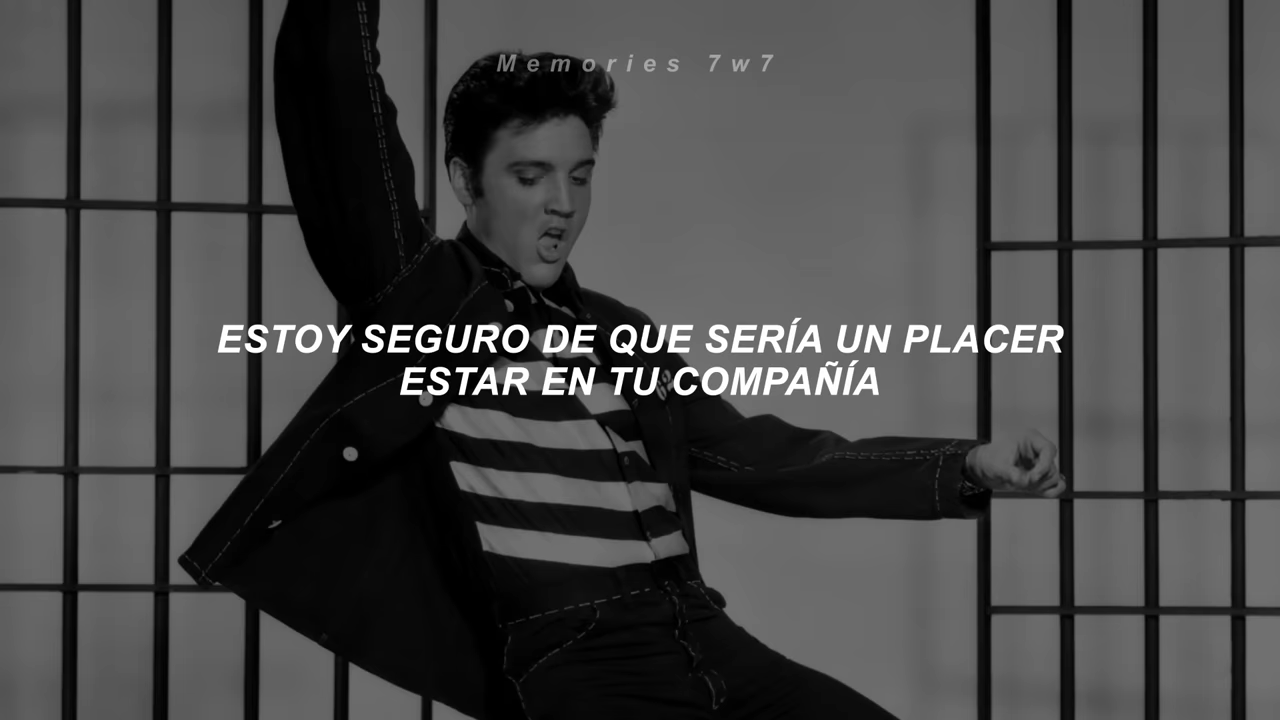 Memories 7w7
ESTOY SEGURO DE QUE SERÍA UN PLACER
ESTAR EN TU COMPAÑÍA